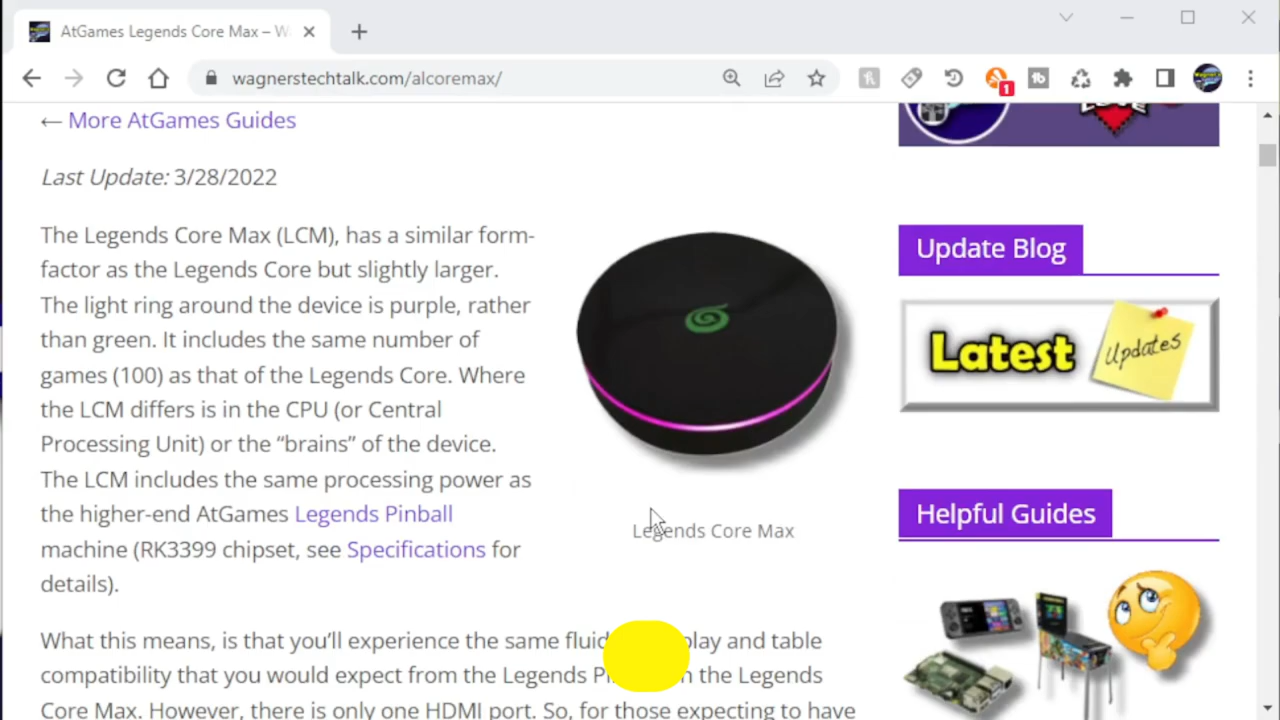 AtGames Legends Core Max – W
wagnerstechtalk.com/alcoremax/
1
← More AtGames Guides
Last Update: 3/28/2022
The Legends Core Max (LCM), has a similar form-
factor as the Legends Core but slightly larger.
The light ring around the device is purple, rather
than green. It includes the same number of
games (100) as that of the Legends Core. Where
the LCM differs is in the CPU (or Central
Processing Unit) or the “brains” of the device.
The LCM includes the same processing power as
the higher-end AtGames Legends Pinball
machine (RK3399 chipset, see Specifications for
details).
Legends Core Max
What this means, is that you’ll experience the same play and table
compatibility that you would expect from the Legends the Legends
Core Max. However, there is only one HDMI port. So, for those expecting to have
Update Blog
Latest Updates
Helpful Guides